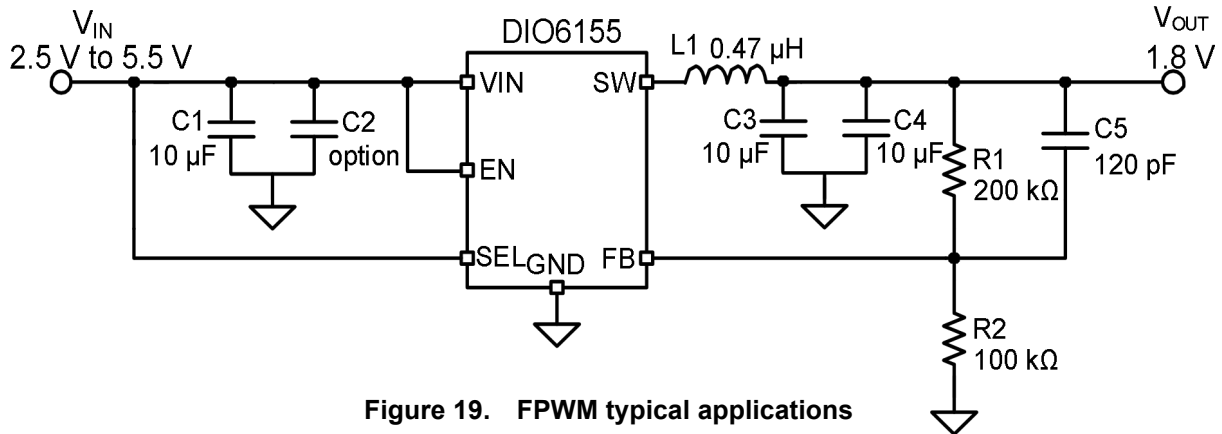 V_IN
2.5 V to 5.5 V
DIO6155
VIN
EN
SEL
GND
SW
FB
C1
10 µF
C2
option
L1 0.47 µH
C3
10 µF
C4
10 µF
R1
200 kΩ
C5
120 pF
R2
100 kΩ
V_OUT
1.8 V
Figure 19. FPWM typical applications